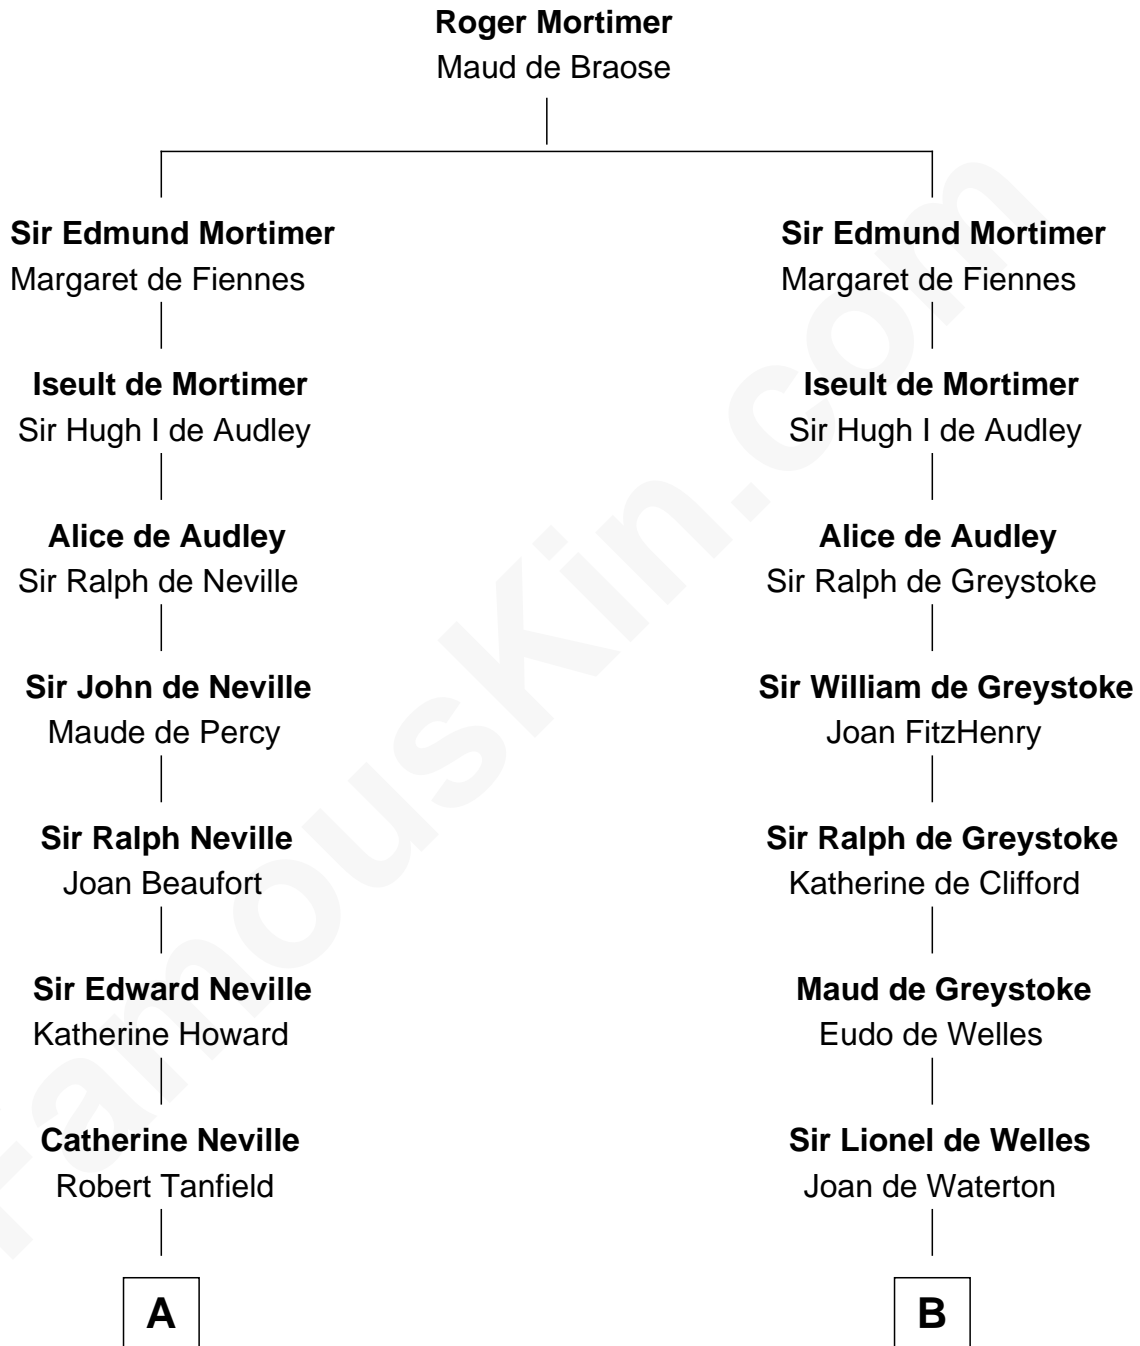 Roger Mortimer
Maud de Braose
Sir Edmund Mortimer
Margaret de Fiennes
Sir Edmund Mortimer
Margaret de Fiennes
Iseult de Mortimer
Sir Hugh I de Audley
Iseult de Mortimer
Sir Hugh I de Audley
Alice de Audley
Sir Ralph de Neville
Alice de Audley
Sir Ralph de Greystoke
Sir John de Neville
Maude de Percy
Sir William de Greystoke
Joan FitzHenry
Sir Ralph Neville
Joan Beaufort
Sir Ralph de Greystoke
Katherine de Clifford
Sir Edward Neville
Katherine Howard
Maud de Greystoke
Eudo de Welles
Catherine Neville
Robert Tanfield
Sir Lionel de Welles
Joan de Waterton
A
B
FamousKin.com